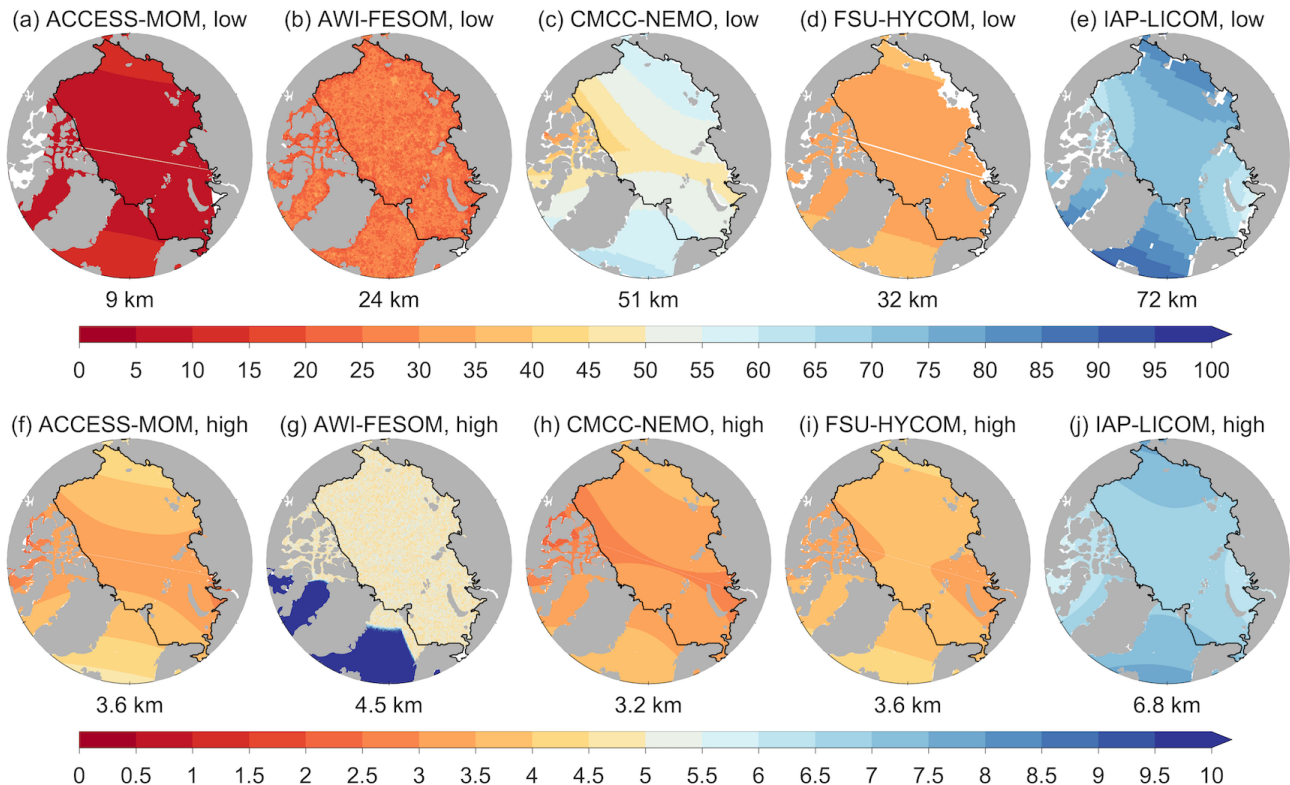 (a) ACCESS-MOM, low (b) AWI-FESOM, low (c) CMCC-NEMO, low (d) FSU-HYCOM, low (e) IAP-LICOM, low
9 km 24 km 51 km 32 km 72 km
0 5 10 15 20 25 30 35 40 45 50 55 60 65 70 75 80 85 90 95 100
(f) ACCESS-MOM, high (g) AWI-FESOM, high (h) CMCC-NEMO, high (i) FSU-HYCOM, high (j) IAP-LICOM, high
3.6 km 4.5 km 3.2 km 3.6 km 6.8 km
0 0.5 1 1.5 2 2.5 3 3.5 4 4.5 5 5.5 6 6.5 7 7.5 8 8.5 9 9.5 10